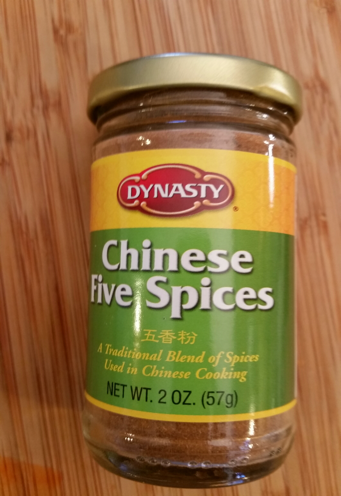 DYNASTY
Chinese
Five Spices
五香粉
A Traditional Blend of Spices
Used in Chinese Cooking
NET WT. 2 OZ. (57g)